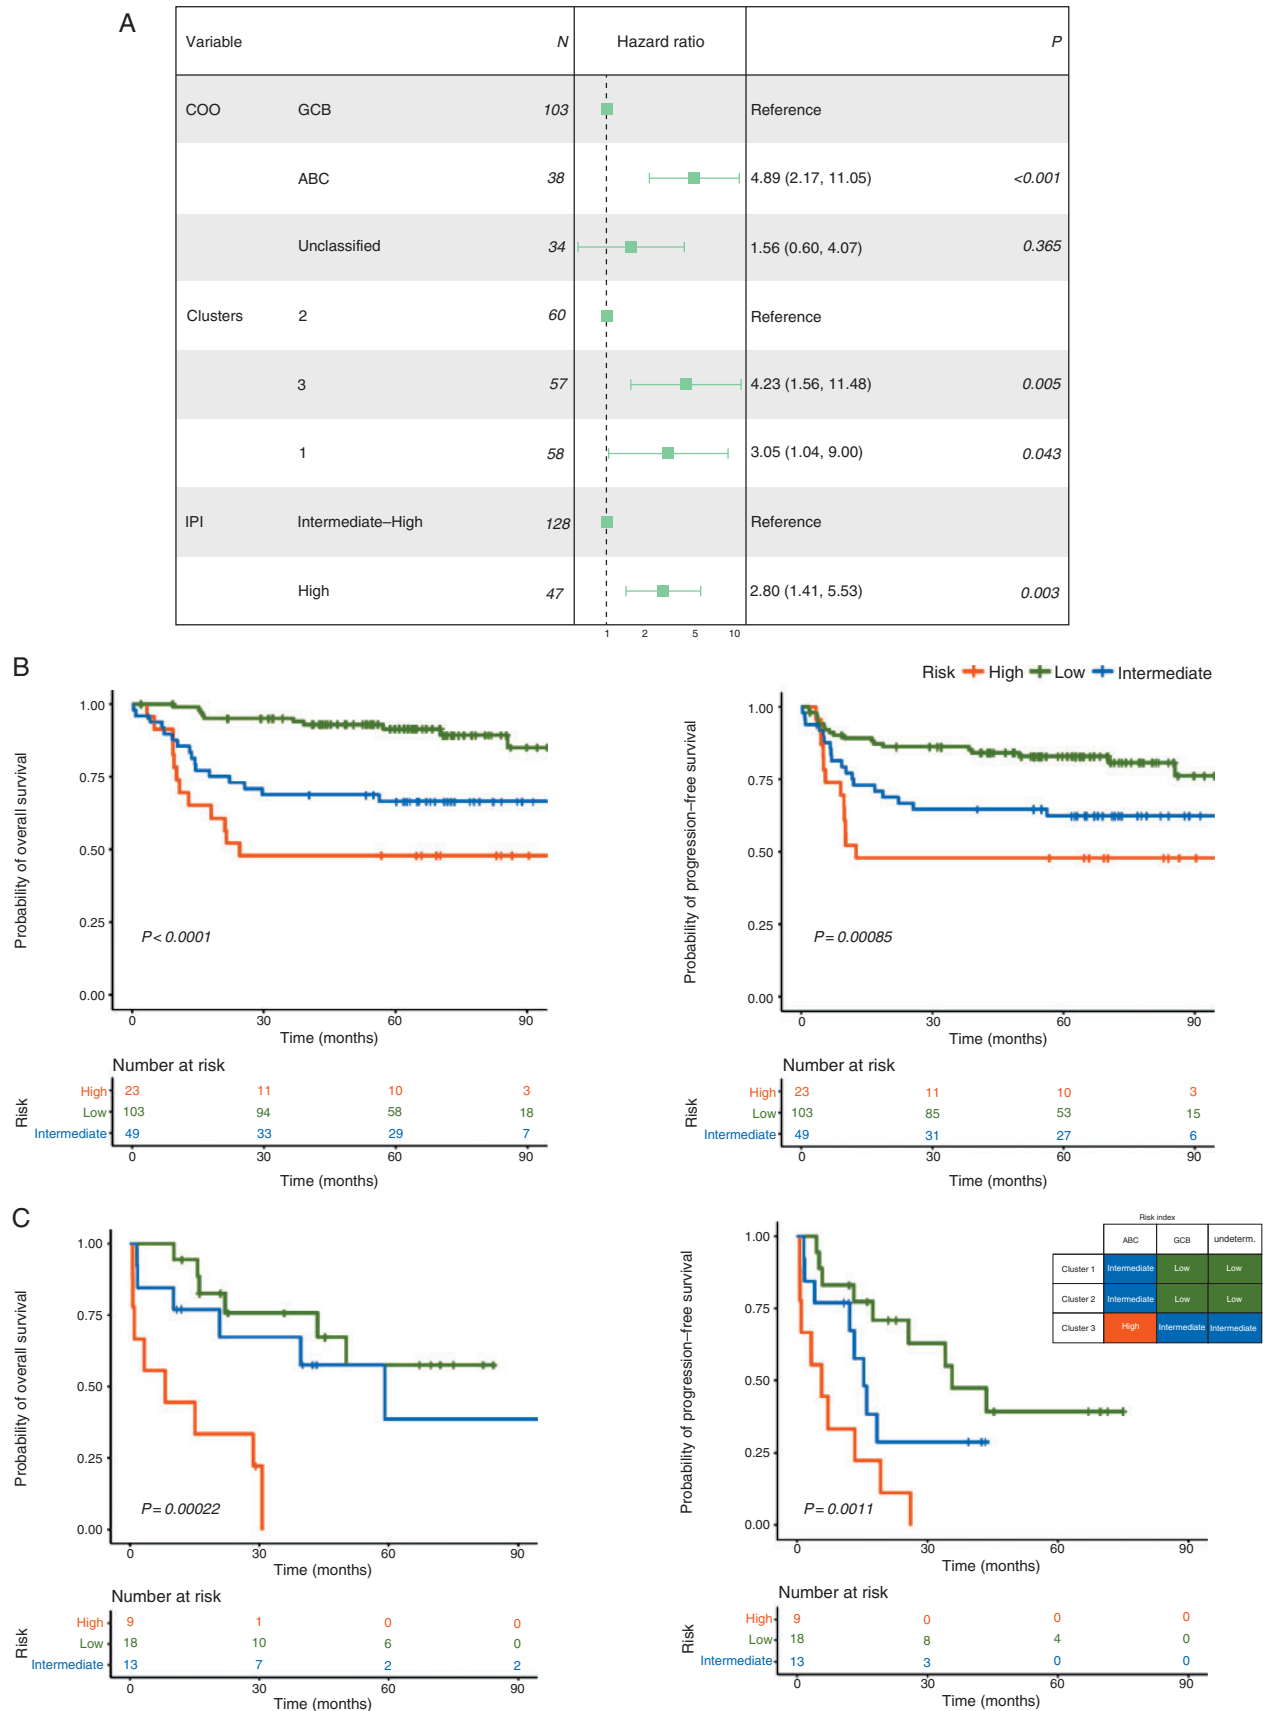 A
Variable N Hazard ratio P
COO GCB 103 Reference
ABC 38 4.89 (2.17, 11.05) <0.001
Unclassified 34 1.56 (0.60, 4.07) 0.365
Clusters 2 60 Reference
3 57 4.23 (1.56, 11.48) 0.005
1 58 3.05 (1.04, 9.00) 0.043
IPI Intermediate–High 128 Reference
High 47 2.80 (1.41, 5.53) 0.003
1 2 5 10
B
Risk High Low Intermediate
Probability of overall survival
1.00
0.75
0.50
0.25
0.00
P < 0.0001
0 30 60 90
Time (months)
Number at risk
Risk
High 23 11 10 3
Low 103 94 58 18
Intermediate 49 33 29 7
0 30 60 90
Time (months)
Probability of progression–free survival
1.00
0.75
0.50
0.25
0.00
P = 0.00085
0 30 60 90
Time (months)
Number at risk
Risk
High 23 11 10 3
Low 103 85 53 15
Intermediate 49 31 27 6
0 30 60 90
Time (months)
C
Probability of overall survival
1.00
0.75
0.50
0.25
0.00
P = 0.00022
0 30 60 90
Time (months)
Number at risk
Risk
High 9 1 0 0
Low 18 10 6 0
Intermediate 13 7 2 2
0 30 60 90
Time (months)
Probability of progression–free survival
1.00
0.75
0.50
0.25
0.00
P = 0.0011
0 30 60 90
Time (months)
Risk index
ABC GCB undeterm.
Cluster 1 Intermediate Low Low
Cluster 2 Intermediate Low Low
Cluster 3 High Intermediate Intermediate
Number at risk
Risk
High 9 0 0 0
Low 18 8 4 0
Intermediate 13 3 0 0
0 30 60 90
Time (months)